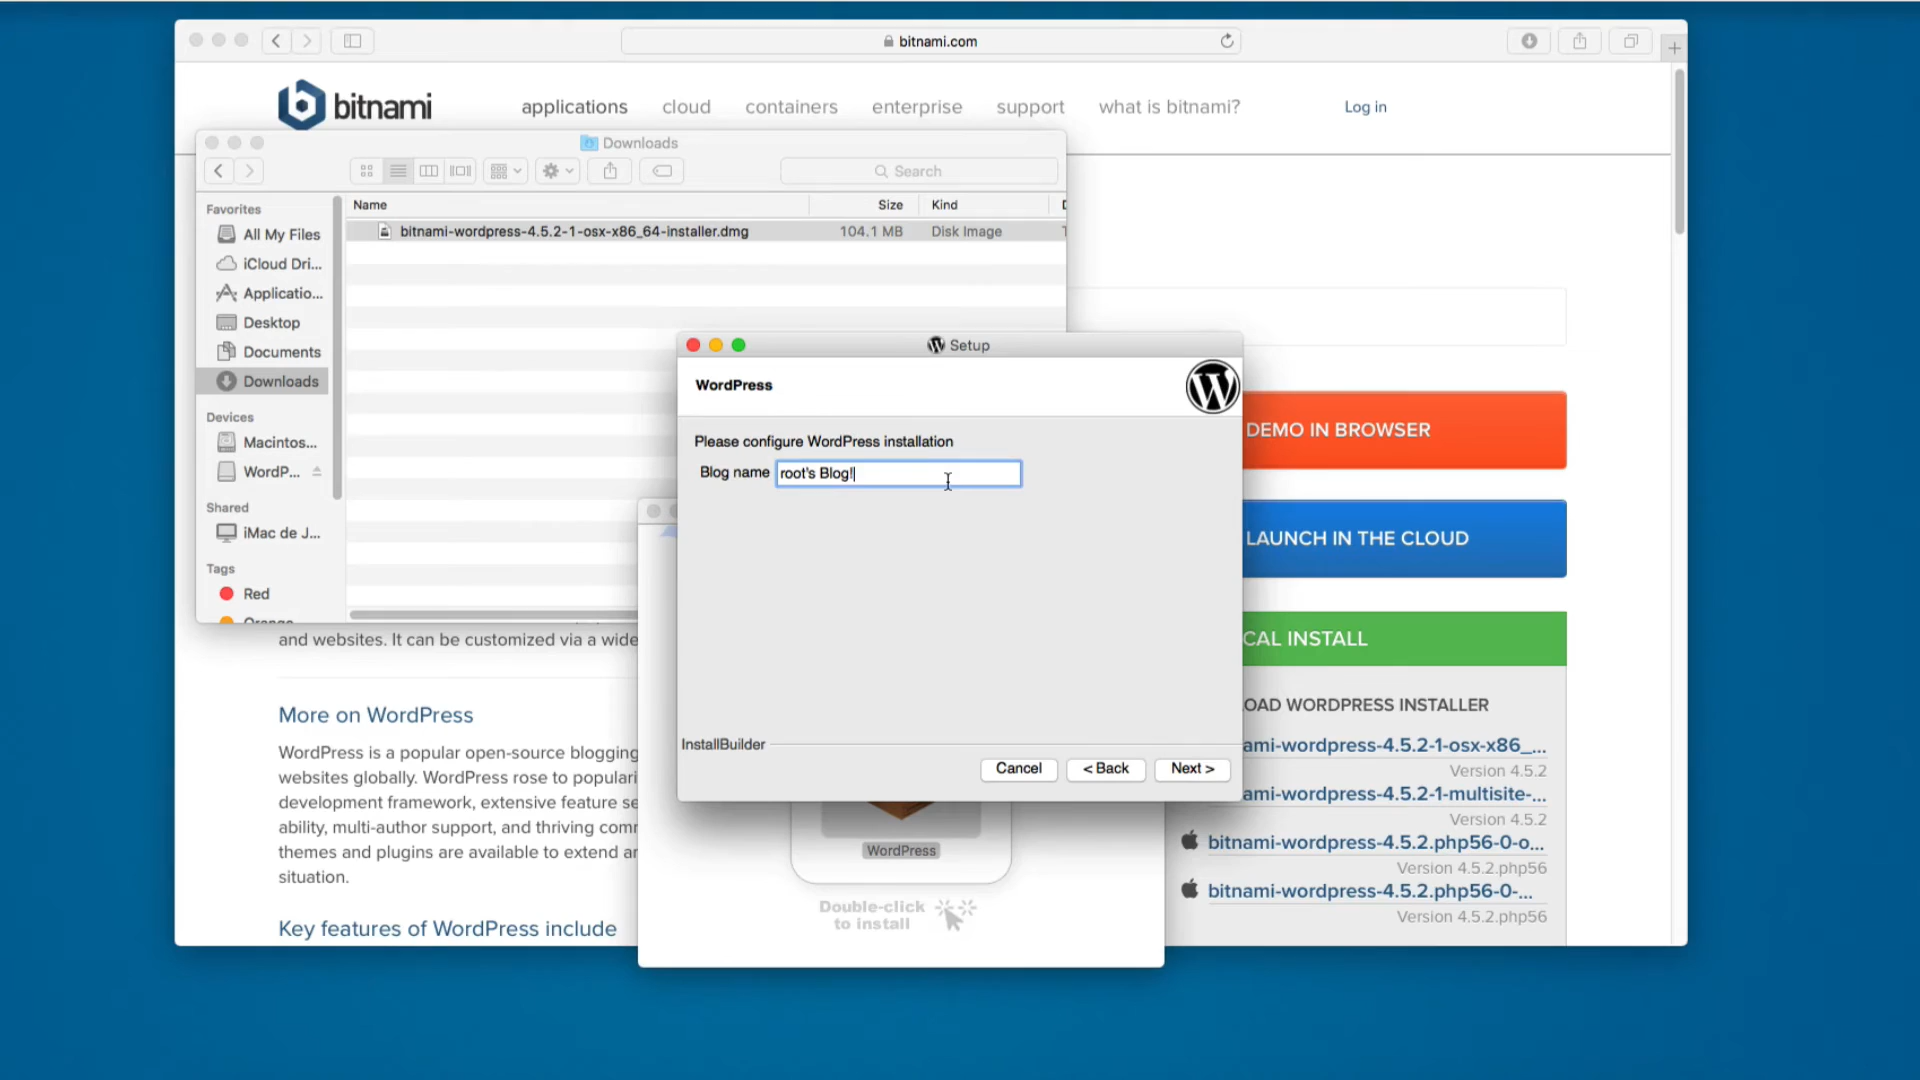 bitnami.com
bitnami
applications
cloud
containers
enterprise
support
what is bitnami?
Log in
Downloads
Search
Favorites
All My Files
iCloud Dri...
Applicatio...
Desktop
Documents
Downloads
Devices
Macintos...
WordP...
Shared
iMac de J...
Tags
Red
Orange
Name
Size
Kind
bitnami-wordpress-4.5.2-1-osx-x86_64-installer.dmg
104.1 MB
Disk Image
Setup
WordPress
Please configure WordPress installation
Blog name
root's Blog!
InstallBuilder
Cancel
< Back
Next >
DEMO IN BROWSER
LAUNCH IN THE CLOUD
CAL INSTALL
OAD WORDPRESS INSTALLER
ami-wordpress-4.5.2-1-osx-x86_...
Version 4.5.2
ami-wordpress-4.5.2-1-multisite-...
Version 4.5.2
bitnami-wordpress-4.5.2.php56-0-o...
Version 4.5.2.php56
bitnami-wordpress-4.5.2.php56-0-...
Version 4.5.2.php56
and websites. It can be customized via a wide
More on WordPress
WordPress is a popular open-source blogging
websites globally. WordPress rose to populari
development framework, extensive feature se
ability, multi-author support, and thriving comm
themes and plugins are available to extend an
situation.
Key features of WordPress include
WordPress
Double-click
to install